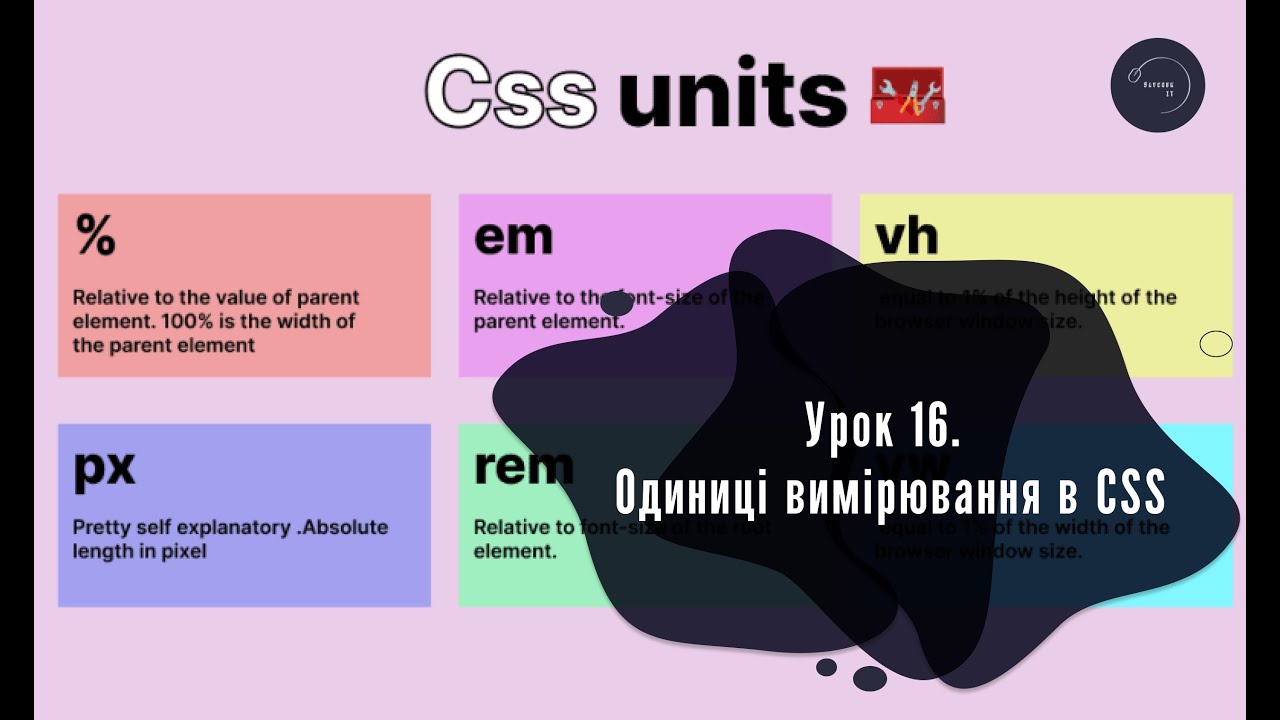 Css units
%
Relative to the value of parent
element. 100% is the width of
the parent element
em
Relative to the font-size of the
parent element.
vh
equal to 1% of the height of the
browser window size.
px
Pretty self explanatory .Absolute
length in pixel
rem
Relative to font-size of the root
element.
vw
equal to 1% of the width of the
browser window size.
Урок 16.
Одиниці вимірювання в CSS
IT